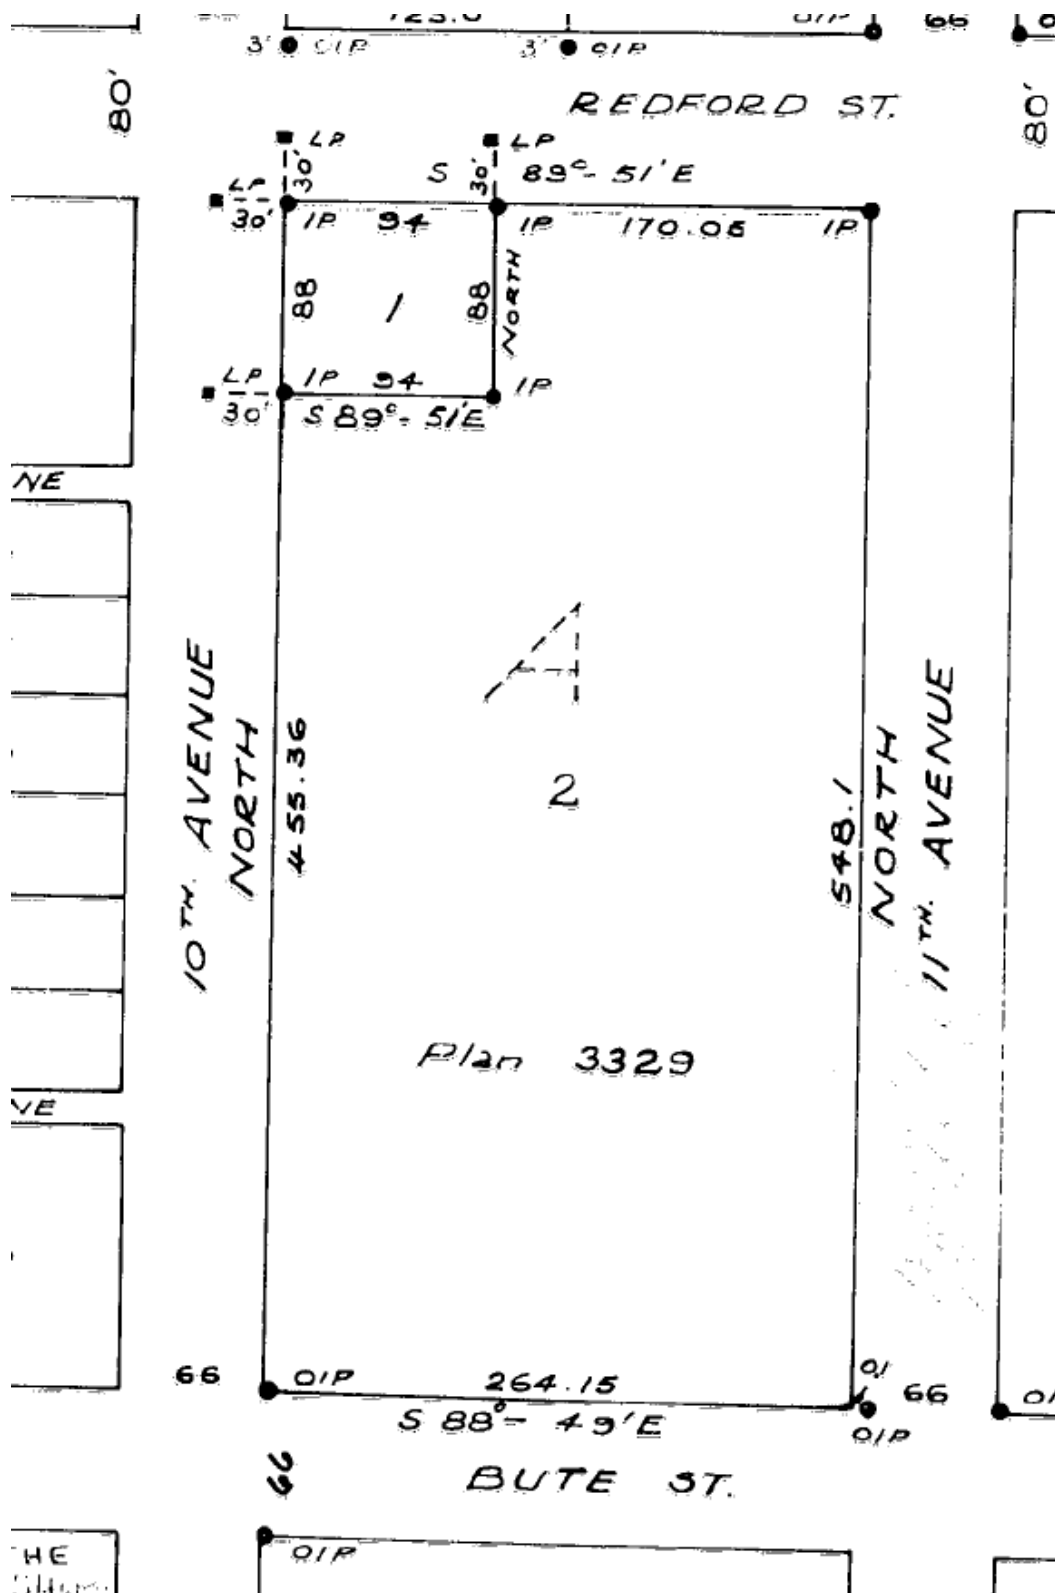 66
3' OIP
3' OIP
OIP
80'
REDFORD ST.
80'
LP
LP
30'
S 89°- 51'E
30'
LP
30'
IP
94
IP
170.05
IP
88
1
88
NORTH
LP
30'
IP
94
IP
S 89°- 51'E
NE
A
10TH. AVENUE
NORTH
455.36
2
548.1
NORTH
11TH. AVENUE
Plan 3329
VE
66
OIP
264.15
S 88°- 49'E
66
OIP
66
BUTE ST.
OIP
HE